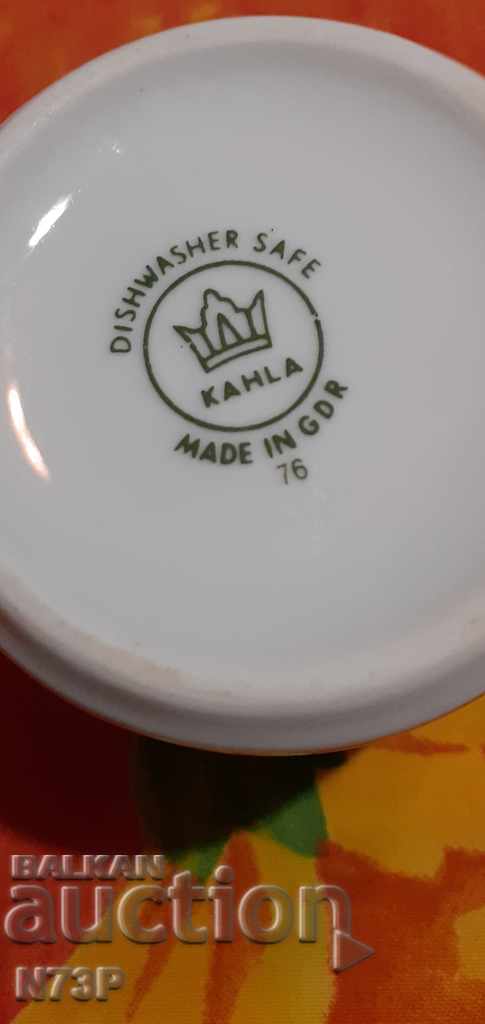 DISHWASHER SAFE
KAHLA
MADE IN GDR
76
BALKAN
auction
N73P